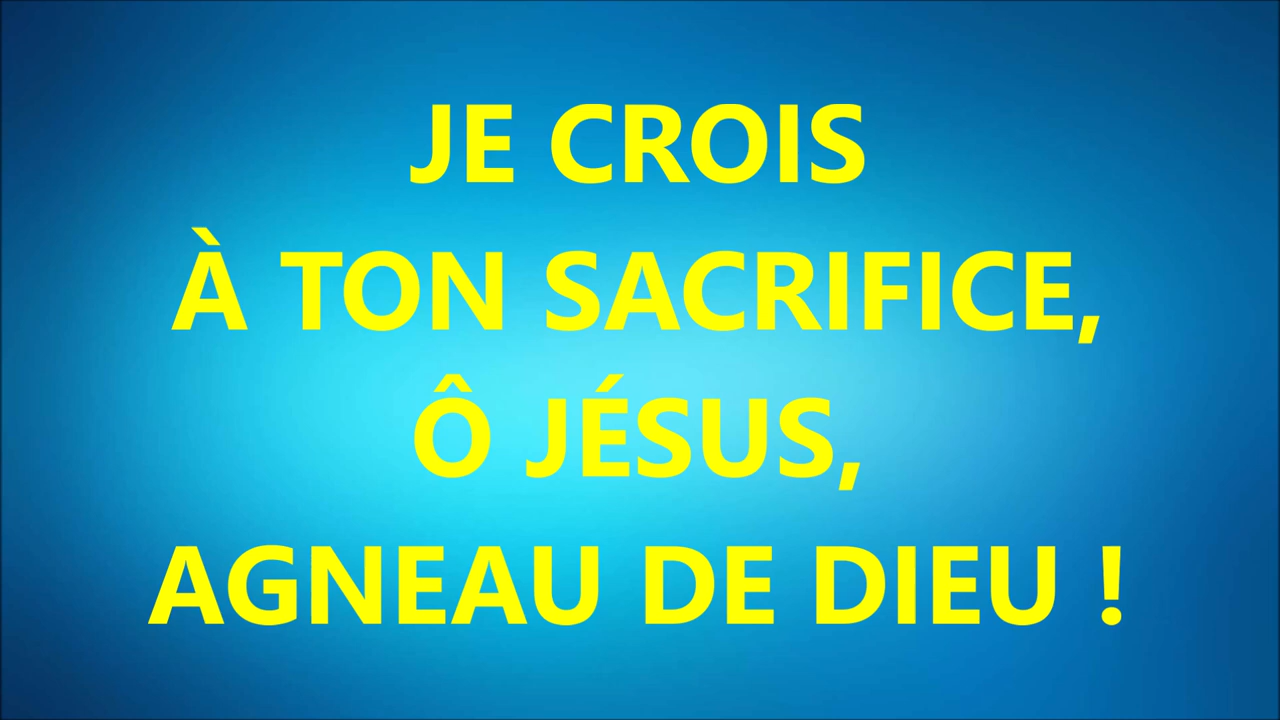 JE CROIS
À TON SACRIFICE,
Ô JÉSUS,
AGNEAU DE DIEU !